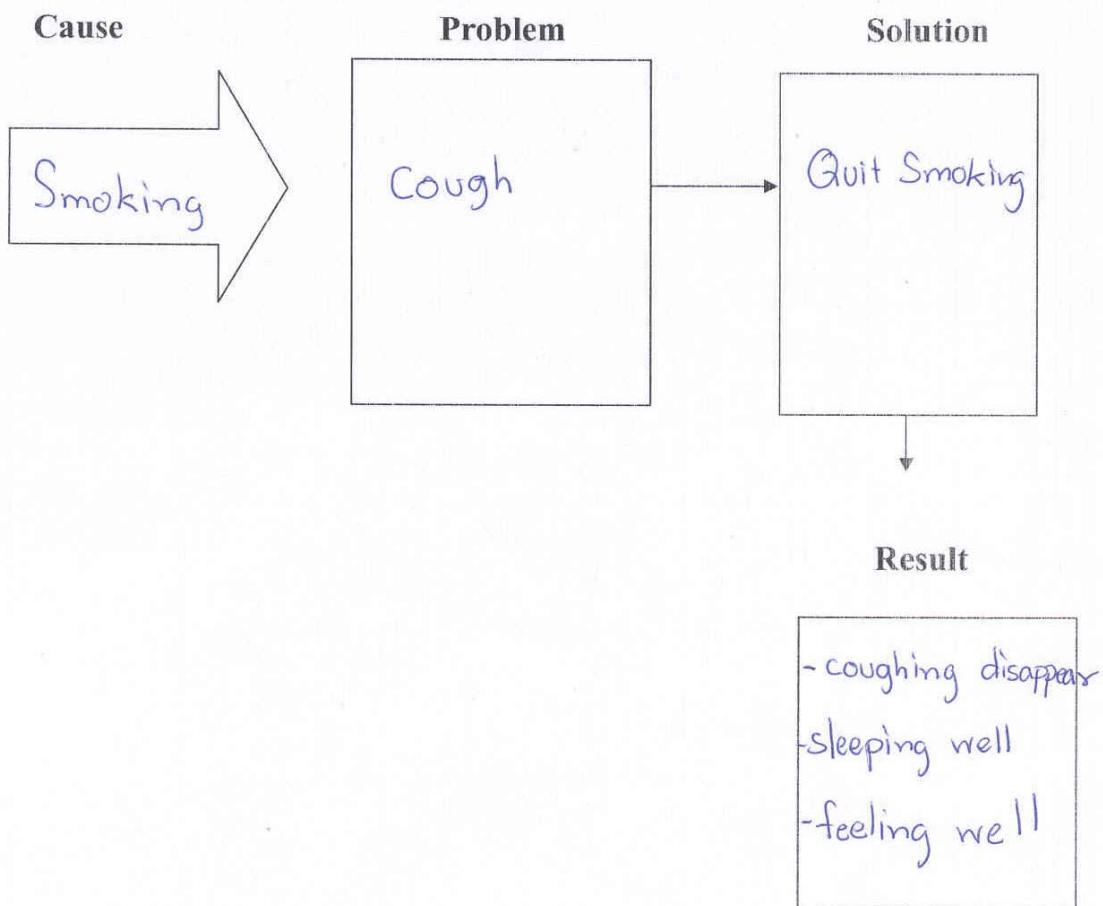 Cause
Problem
Solution
Smoking
Cough
Quit Smoking
Result
- coughing disappear
-sleeping well
-feeling well